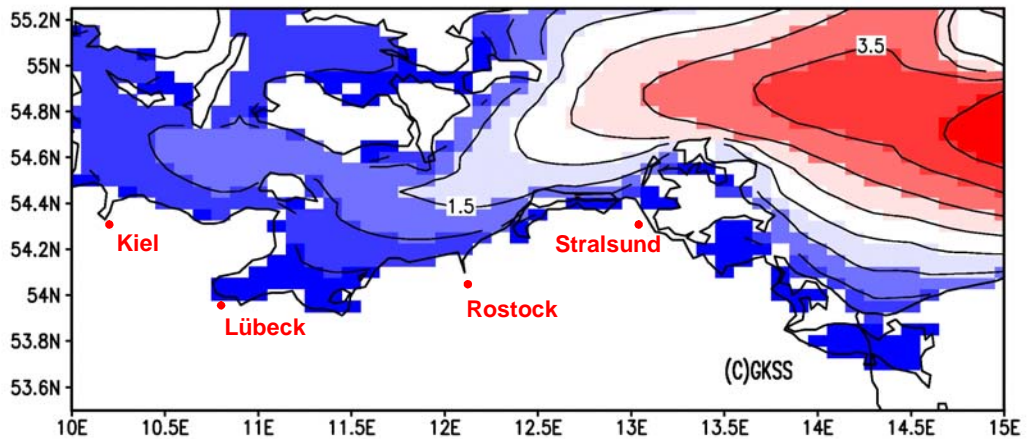 55.2N
3.5
55N
54.8N
54.6N
1.5
54.4N
Kiel
Stralsund
54.2N
54N
Rostock
Lübeck
53.8N
(C)GKSS
53.6N
10E 10.5E 11E 11.5E 12E 12.5E 13E 13.5E 14E 14.5E 15E